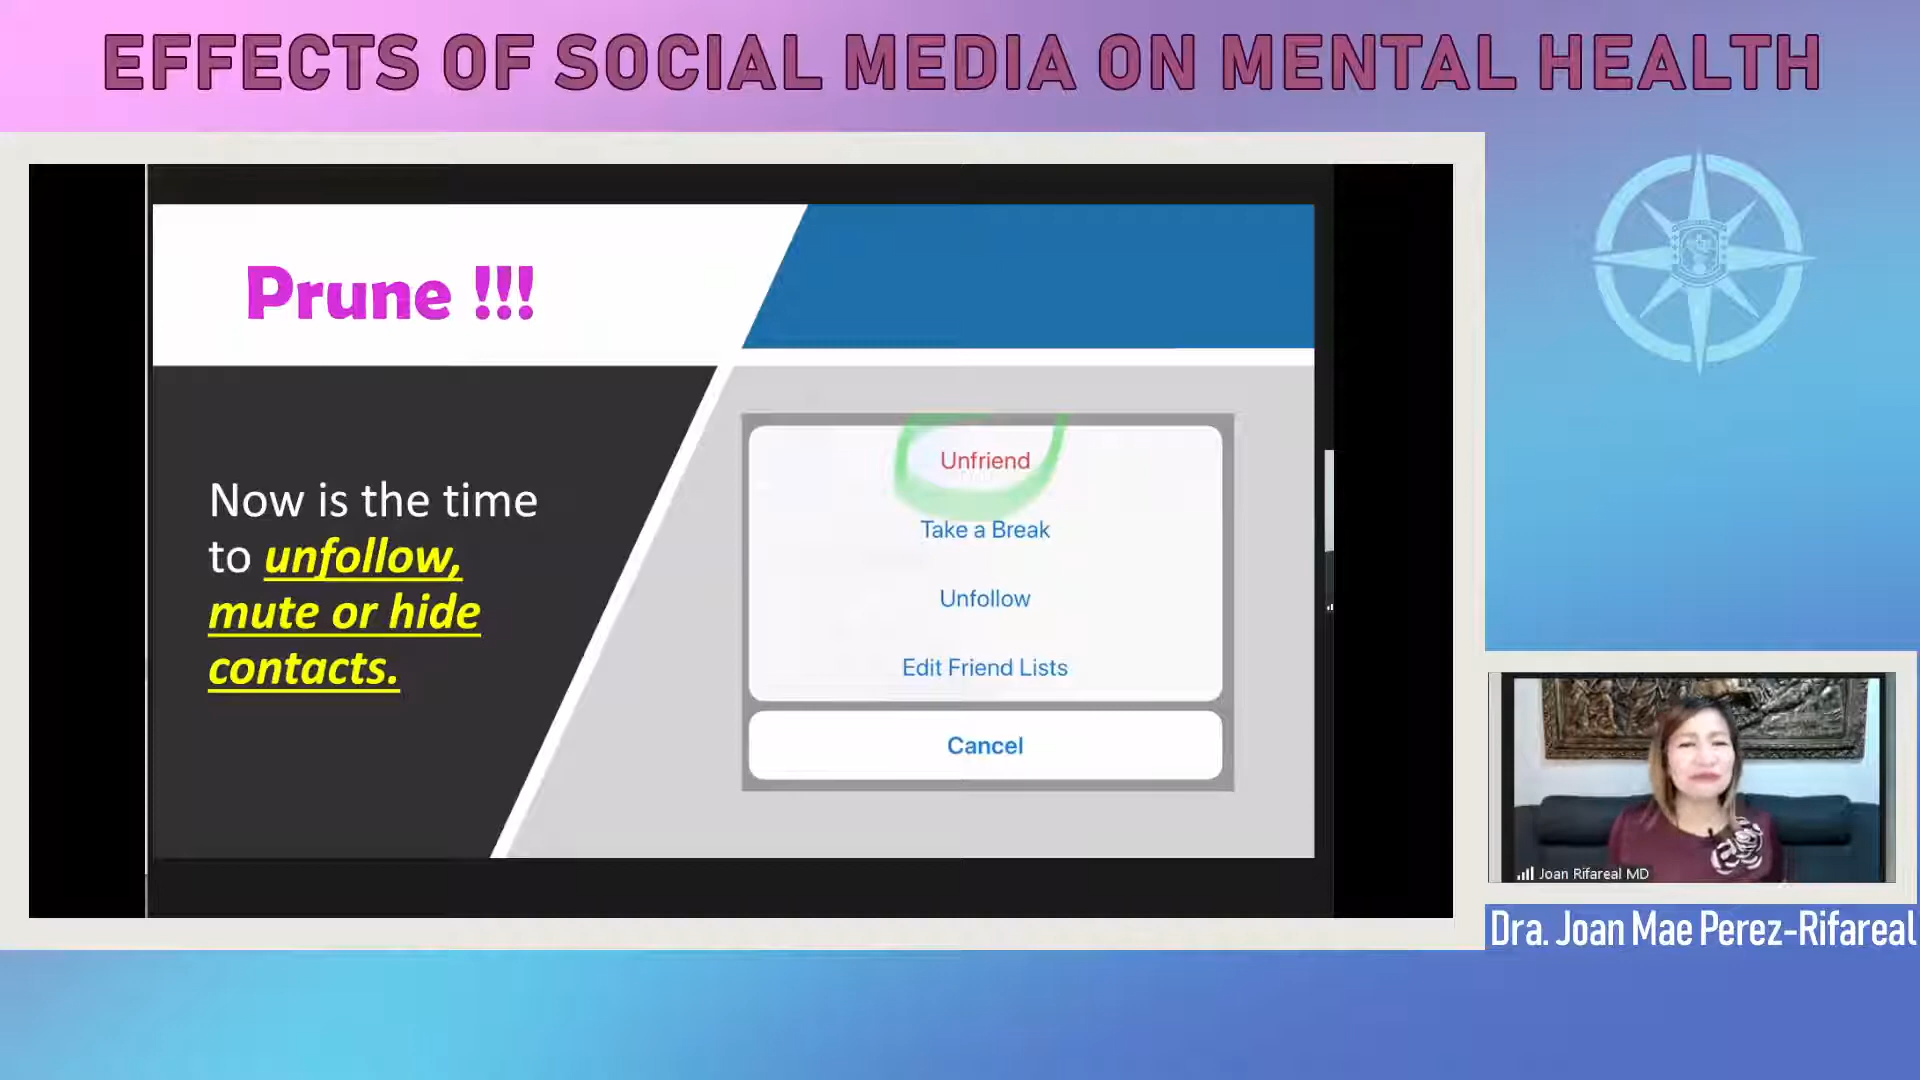 EFFECTS OF SOCIAL MEDIA ON MENTAL HEALTH
Prune !!!
Now is the time
to unfollow,
mute or hide
contacts.
Unfriend
Take a Break
Unfollow
Edit Friend Lists
Cancel
Joan Rifareal MD
Dra. Joan Mae Perez-Rifareal